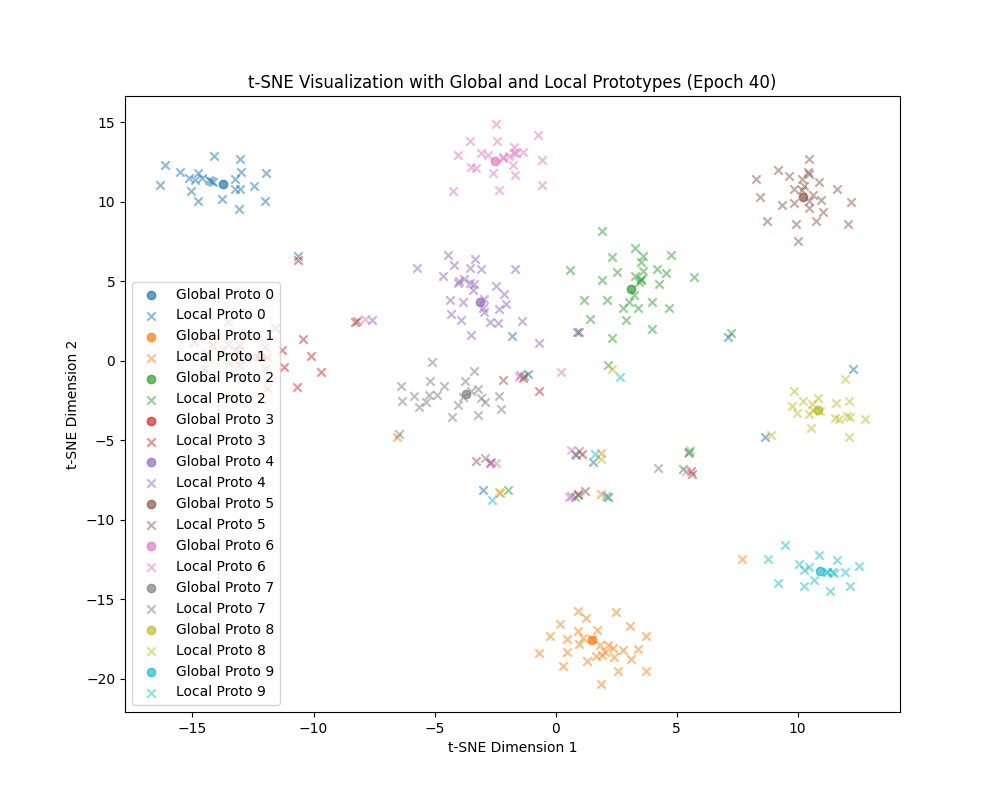 t-SNE Visualization with Global and Local Prototypes (Epoch 40)
15
10
5
0
−5
−10
−15
−20
t-SNE Dimension 2
Global Proto 0
Local Proto 0
Global Proto 1
Local Proto 1
Global Proto 2
Local Proto 2
Global Proto 3
Local Proto 3
Global Proto 4
Local Proto 4
Global Proto 5
Local Proto 5
Global Proto 6
Local Proto 6
Global Proto 7
Local Proto 7
Global Proto 8
Local Proto 8
Global Proto 9
Local Proto 9
−15 −10 −5 0 5 10
t-SNE Dimension 1